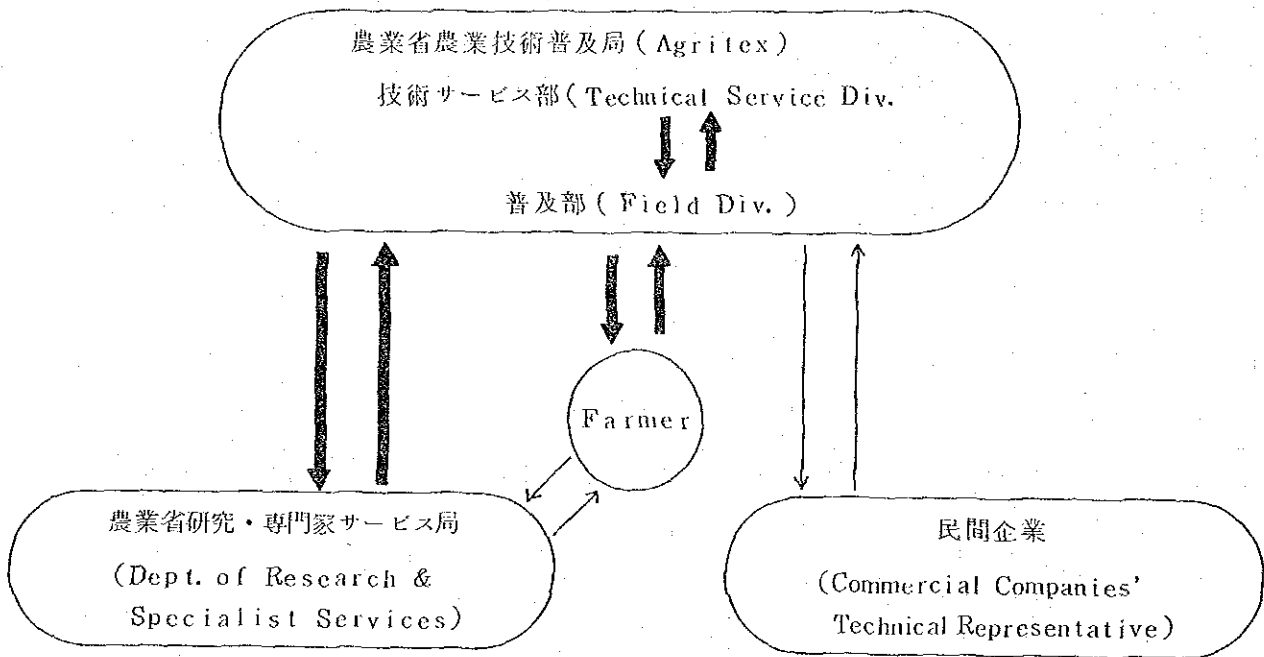 農業省農業技術普及局(Agritex)
技術サービス部(Technical Service Div.
普及部(Field Div.)
Farmer
農業省研究・専門家サービス局
(Dept. of Research &
Specialist Services)
民間企業
(Commercial Companies'
Technical Representative)